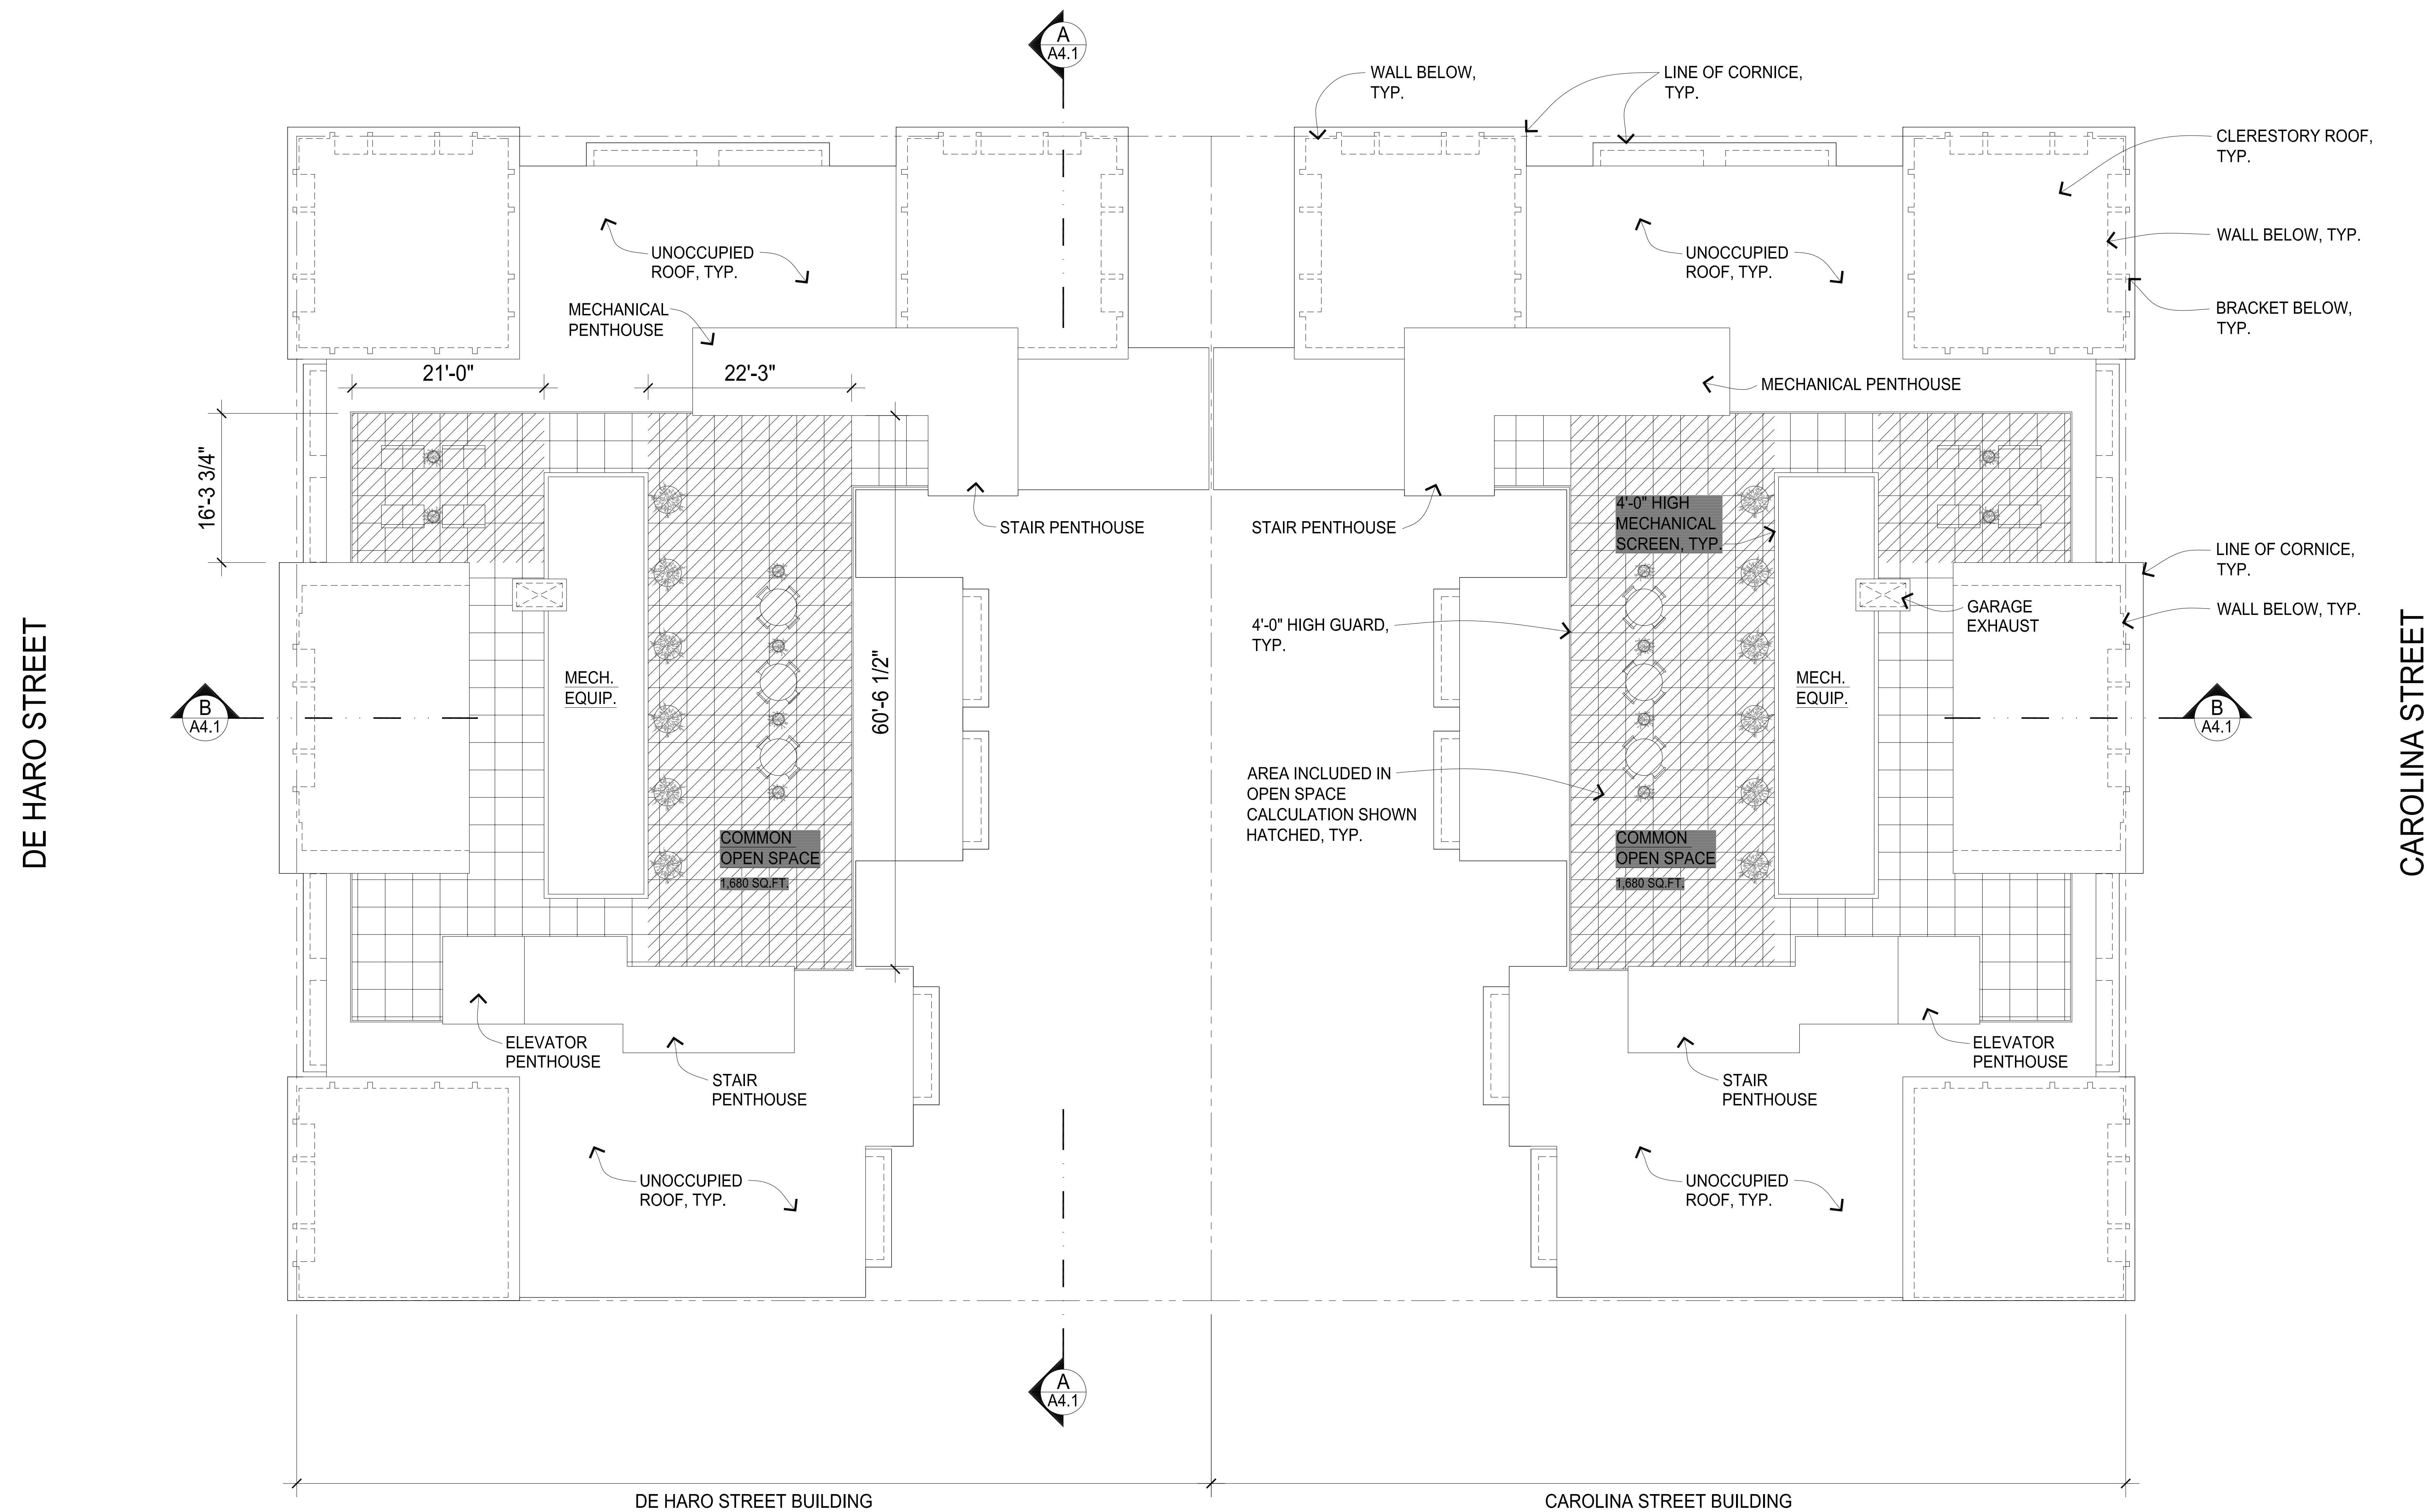 A
A4.1
WALL BELOW,
TYP.
LINE OF CORNICE,
TYP.
CLERESTORY ROOF,
TYP.
WALL BELOW, TYP.
BRACKET BELOW,
TYP.
UNOCCUPIED
ROOF, TYP.
UNOCCUPIED
ROOF, TYP.
MECHANICAL
PENTHOUSE
21'-0"
22'-3"
MECHANICAL PENTHOUSE
16'-3 3/4"
STAIR PENTHOUSE
STAIR PENTHOUSE
4'-0" HIGH
MECHANICAL
SCREEN, TYP.
LINE OF CORNICE,
TYP.
WALL BELOW, TYP.
GARAGE
EXHAUST
4'-0" HIGH GUARD,
TYP.
DE HARO STREET
CAROLINA STREET
60'-6 1/2"
MECH.
EQUIP.
MECH.
EQUIP.
B
A4.1
B
A4.1
AREA INCLUDED IN
OPEN SPACE
CALCULATION SHOWN
HATCHED, TYP.
COMMON
OPEN SPACE
1,680 SQ.FT.
COMMON
OPEN SPACE
1,680 SQ.FT.
ELEVATOR
PENTHOUSE
STAIR
PENTHOUSE
ELEVATOR
PENTHOUSE
STAIR
PENTHOUSE
UNOCCUPIED
ROOF, TYP.
UNOCCUPIED
ROOF, TYP.
A
A4.1
DE HARO STREET BUILDING
CAROLINA STREET BUILDING